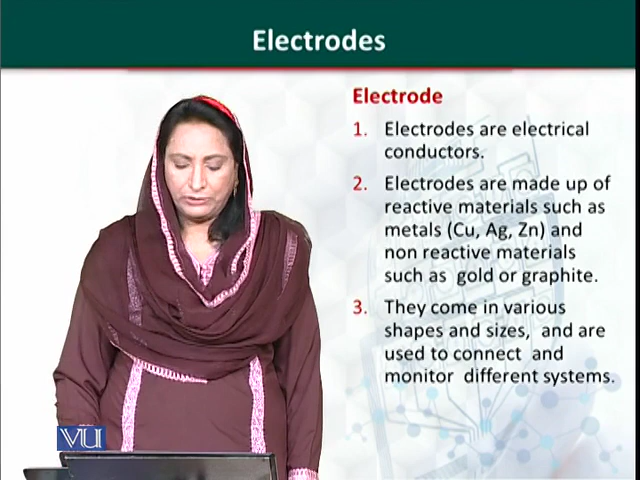 Electrodes
Electrode
1. Electrodes are electrical
conductors.
2. Electrodes are made up of
reactive materials such as
metals (Cu, Ag, Zn) and
non reactive materials
such as gold or graphite.
3. They come in various
shapes and sizes, and are
used to connect and
monitor different systems.
VU